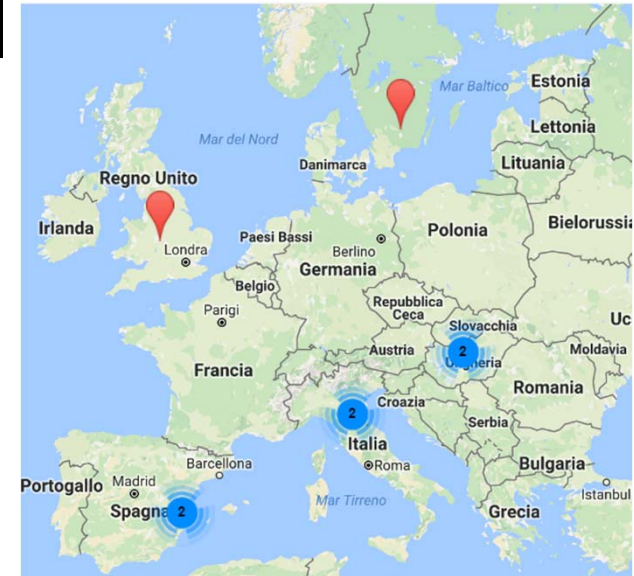 Mar Baltico
Estonia
Lettonia
Mar del Nord
Lituania
Danimarca
Regno Unito
Bielorussia
Irlanda
Paesi Bassi
Polonia
Londra
Berlino
Germania
Belgio
Repubblica
Ceca
Parigi
Uc
Slovacchia
2
Austria
Moldavia
Ungheria
Francia
Romania
Croazia
2
Serbia
Italia
Barcellona
Roma
Bulgaria
Madrid
Portogallo
Istanbul
Mar Tirreno
Spagna
2
Grecia